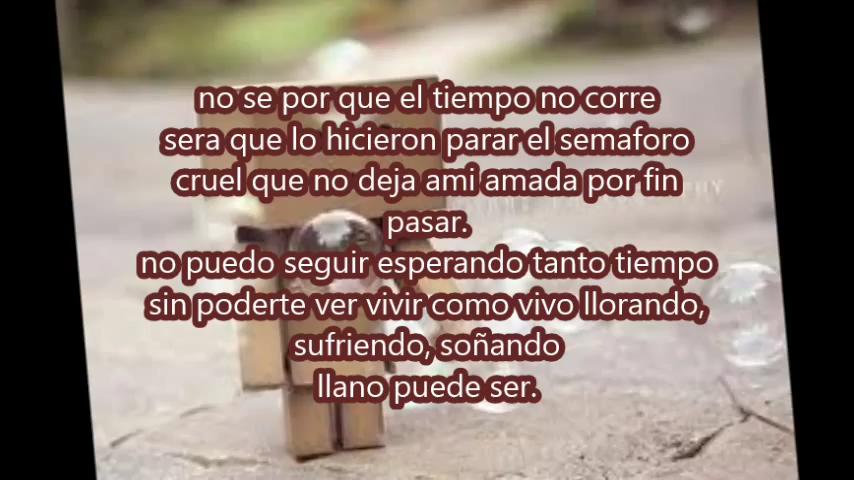 no se por que el tiempo no corre
sera que lo hicieron parar el semaforo
cruel que no deja ami amada por fin
pasar.
no puedo seguir esperando tanto tiempo
sin poderte ver vivir como vivo llorando,
sufriendo, soñando
llano puede ser.